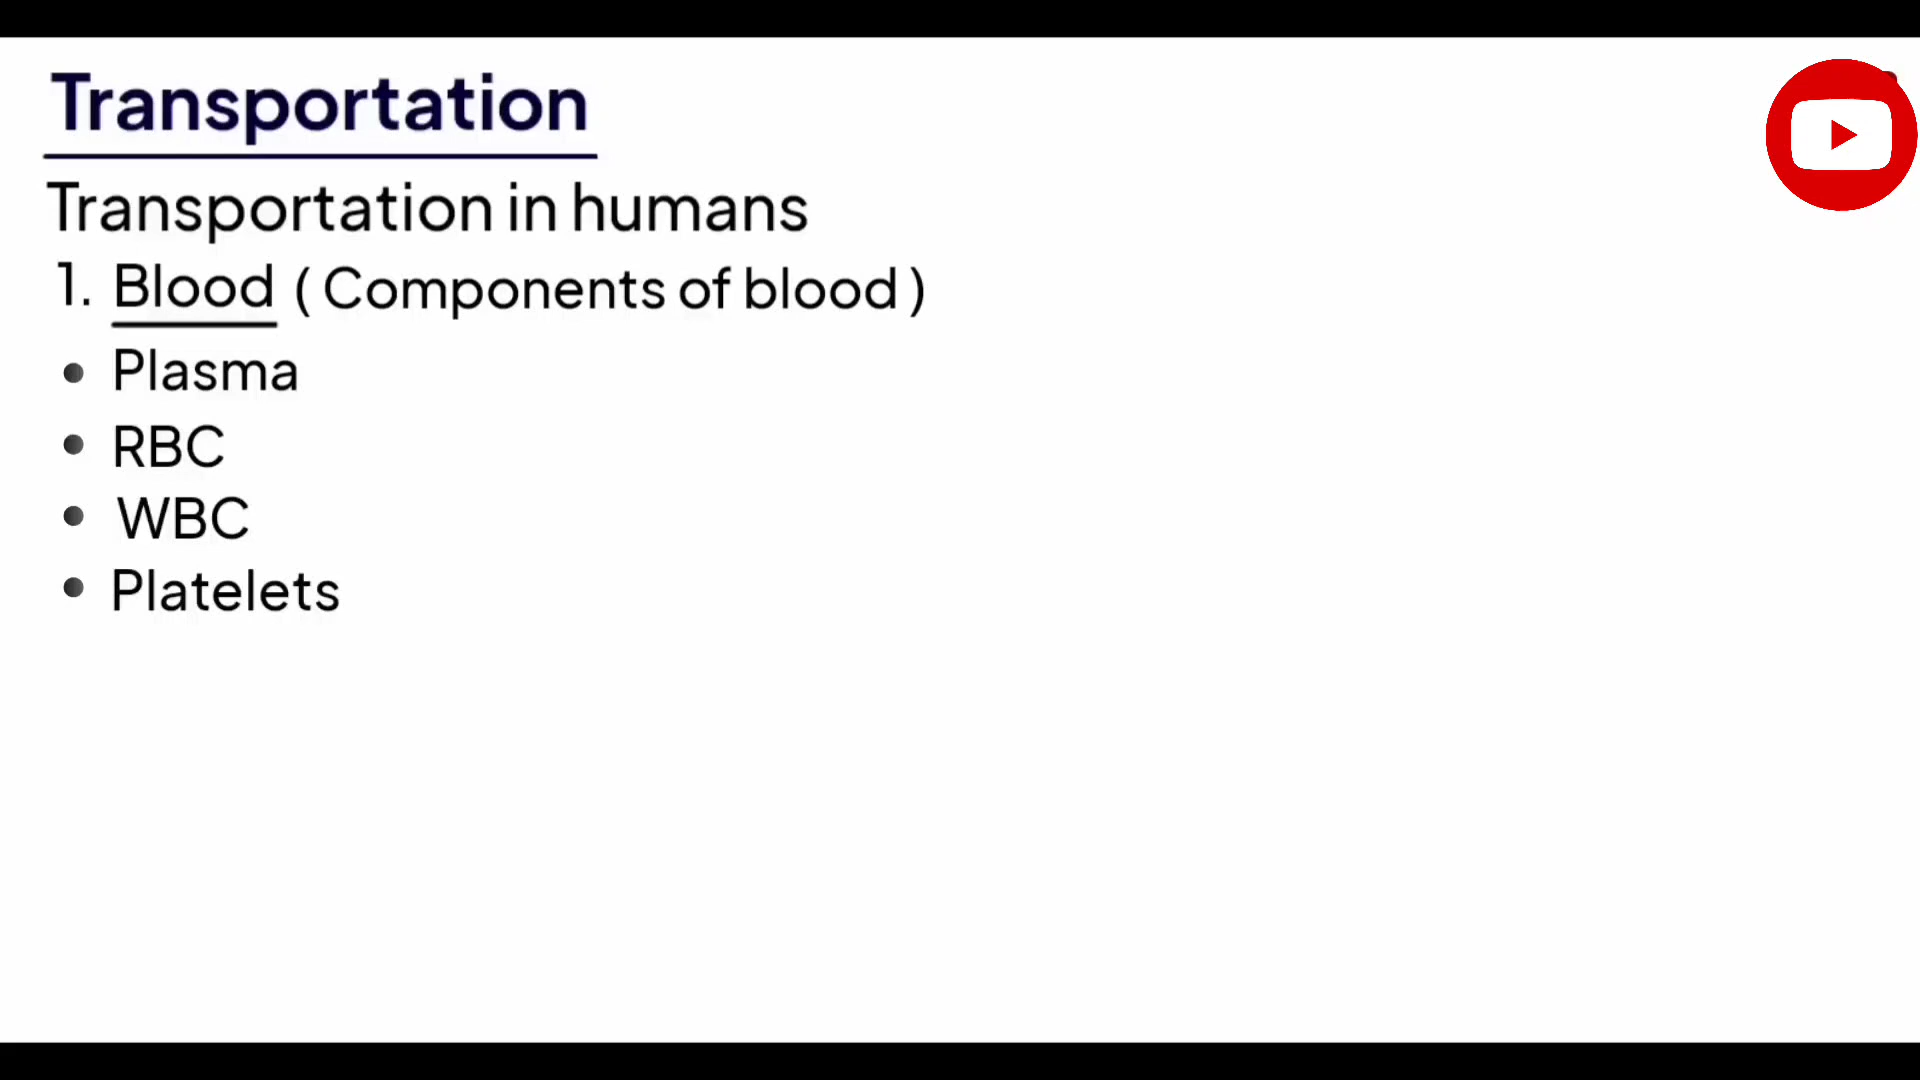 Transportation
Transportation in humans
1. Blood ( Components of blood )
• Plasma
• RBC
• WBC
• Platelets